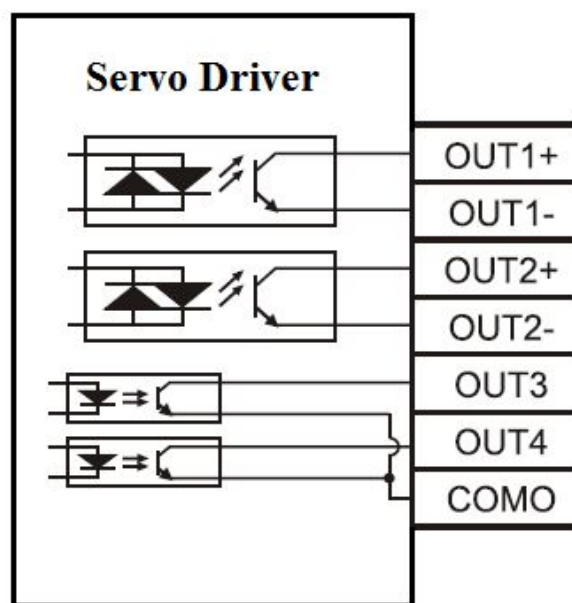 Servo Driver
OUT1+
OUT1-
OUT2+
OUT2-
OUT3
OUT4
COMO